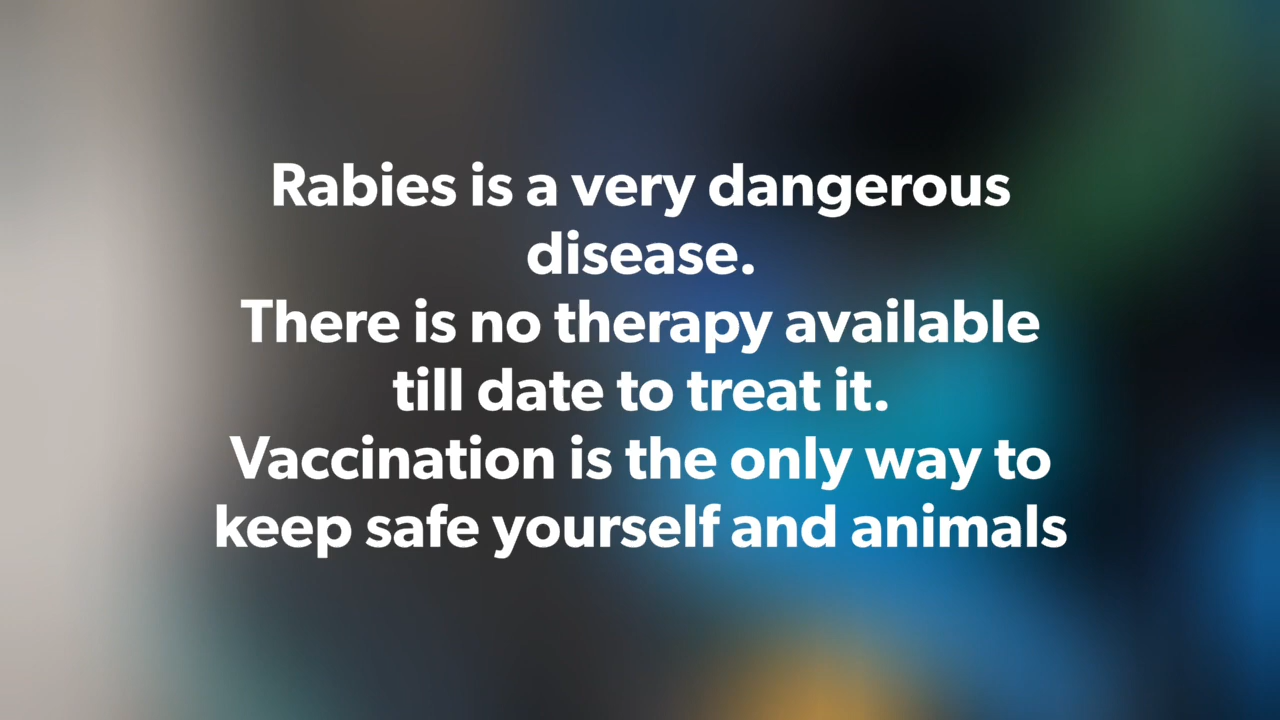 Rabies is a very dangerous
disease.
There is no therapy available
till date to treat it.
Vaccination is the only way to
keep safe yourself and animals